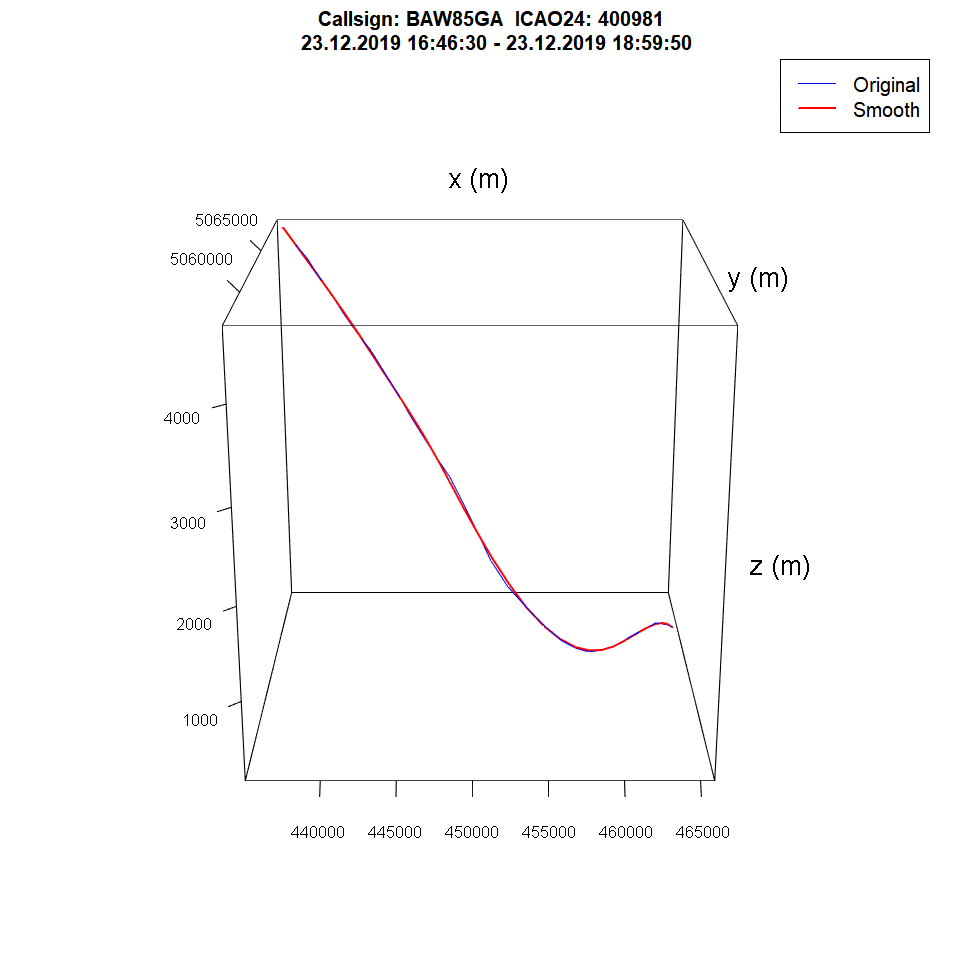 Callsign: BAW85GA  ICAO24: 400981
23.12.2019 16:46:30 - 23.12.2019 18:59:50
Original
Smooth
x (m)
5065000
5060000
y (m)
4000
3000
z (m)
2000
1000
440000 445000 450000 455000 460000 465000